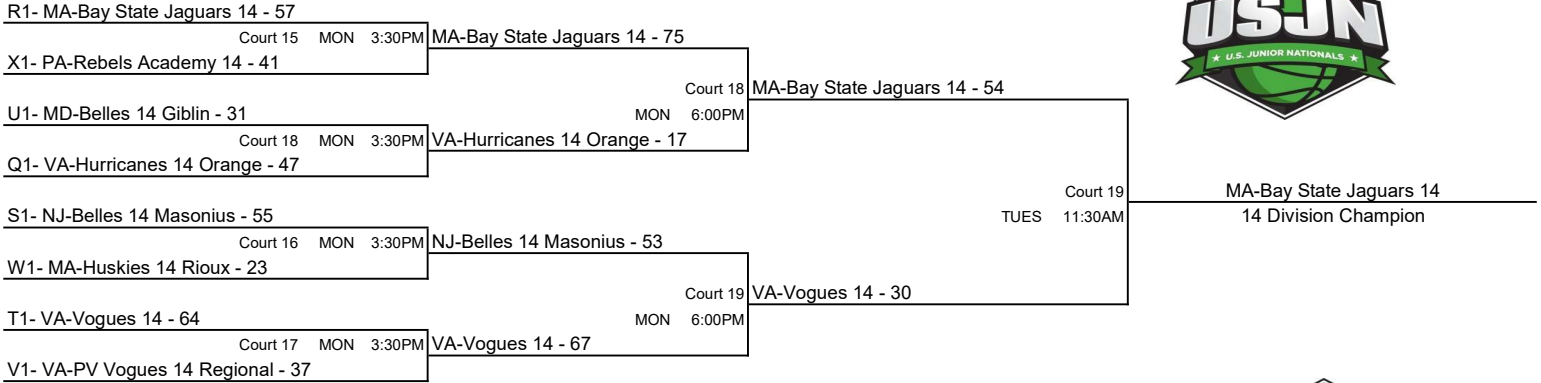 R1- MA-Bay State Jaguars 14 - 57
Court 15 MON 3:30PM MA-Bay State Jaguars 14 - 75
X1- PA-Rebels Academy 14 - 41
USJN
★ U.S. JUNIOR NATIONALS ★
Court 18 MA-Bay State Jaguars 14 - 54
U1- MD-Belles 14 Giblin - 31
MON 6:00PM
Court 18 MON 3:30PM VA-Hurricanes 14 Orange - 17
Q1- VA-Hurricanes 14 Orange - 47
Court 19 MA-Bay State Jaguars 14
S1- NJ-Belles 14 Masonius - 55
TUES 11:30AM 14 Division Champion
Court 16 MON 3:30PM NJ-Belles 14 Masonius - 53
W1- MA-Huskies 14 Rioux - 23
Court 19 VA-Vogues 14 - 30
T1- VA-Vogues 14 - 64
MON 6:00PM
Court 17 MON 3:30PM VA-Vogues 14 - 67
V1- VA-PV Vogues 14 Regional - 37